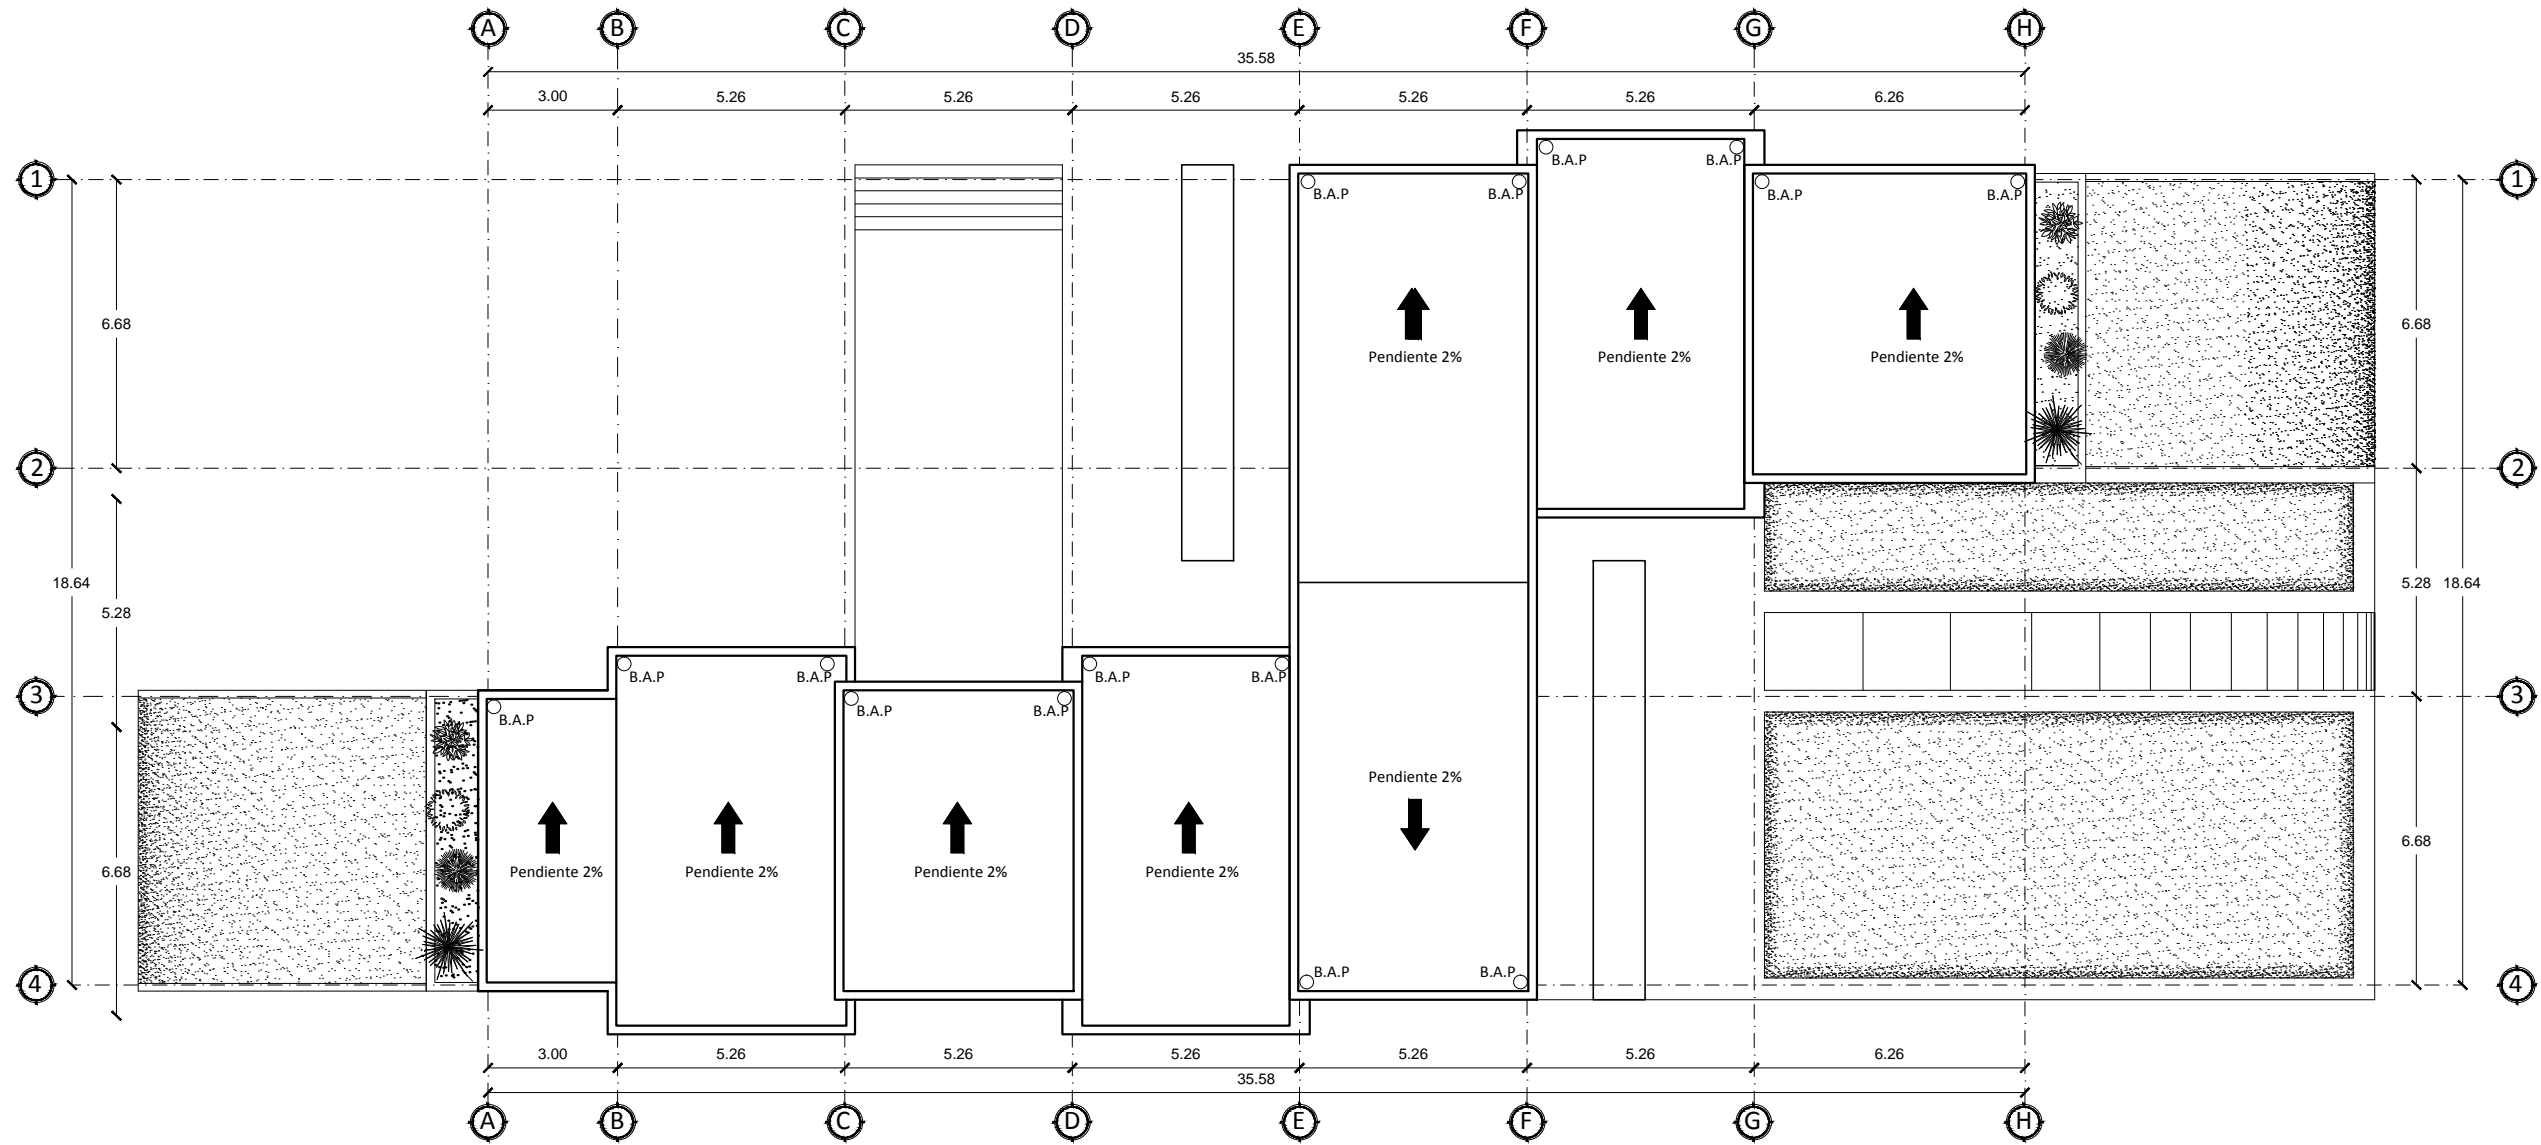 A B C D E F G H
35.58
3.00 5.26 5.26 5.26 5.26 5.26 6.26
B.A.P B.A.P
1 B.A.P B.A.P B.A.P B.A.P 1
6.68 6.68
Pendiente 2% Pendiente 2% Pendiente 2%
2 2
18.64 5.28 18.64
5.28
B.A.P B.A.P B.A.P B.A.P
3 3
B.A.P B.A.P B.A.P
Pendiente 2%
6.68
6.68 Pendiente 2% Pendiente 2% Pendiente 2% Pendiente 2%
B.A.P B.A.P
4 4
3.00 5.26 5.26 5.26 5.26 5.26 6.26
35.58
A B C D E F G H